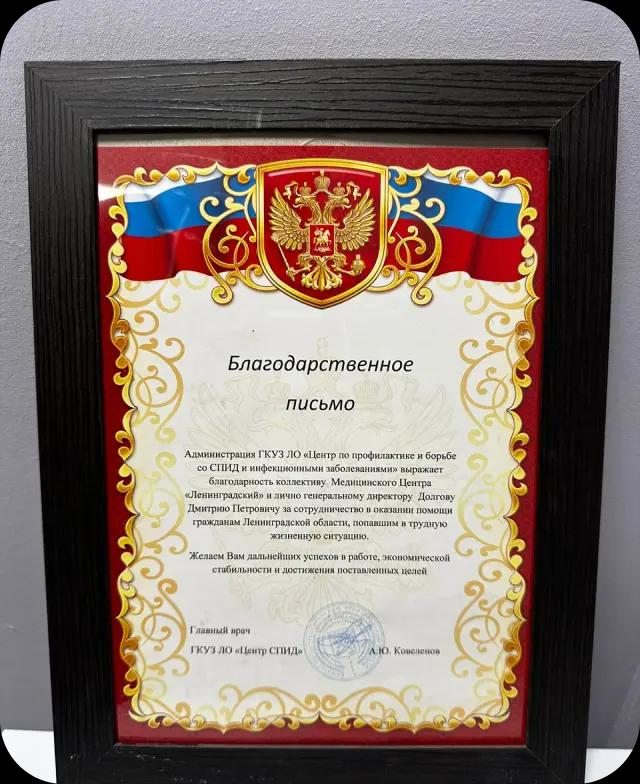 Благодарственное
письмо
Администрация ГКУЗ ЛО «Центр по профилактике и борьбе
со СПИД и инфекционными заболеваниями» выражает
благодарность коллективу Медицинского Центра
«Ленинградский» и лично генеральному директору Долгову
Дмитрию Петровичу за сотрудничество в оказании помощи
гражданам Ленинградской области, попавшим в трудную
жизненную ситуацию.
Желаем Вам дальнейших успехов в работе, экономической
стабильности и достижения поставленных целей
Главный врач
ГКУЗ ЛО «Центр СПИД» А.Ю. Ковеленов